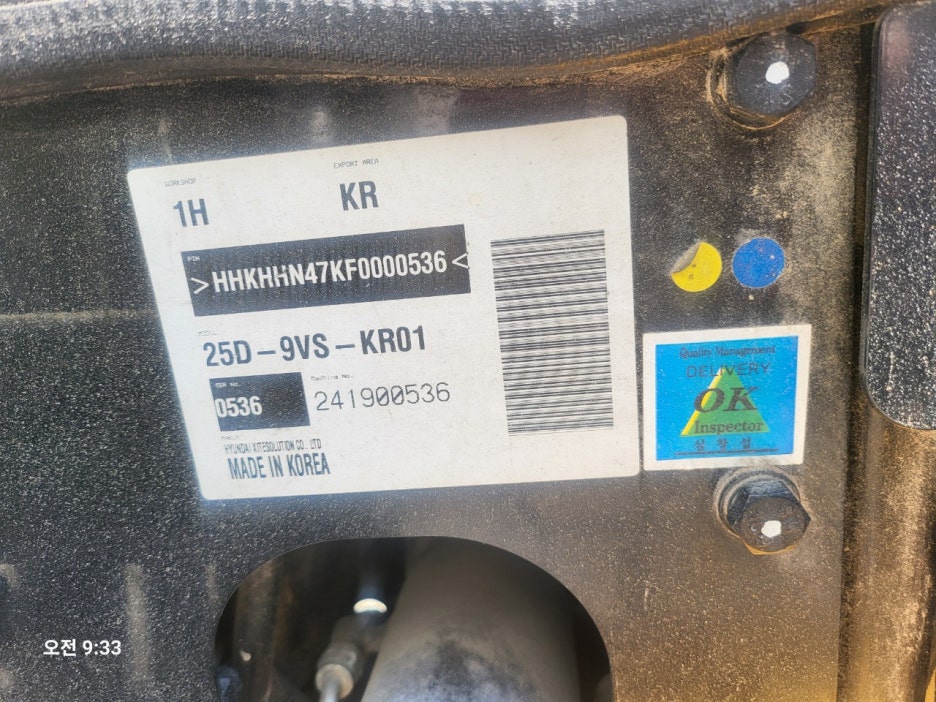 WORKSHOP
EXPORT AREA
1H
KR
PIN
>HHKHHN47KF0000536<
MODEL
25D-9VS-KR01
SER No.
Machine No.
0536
241900536
HYUNDAI XITESOLUTION CO., LTD
MADE IN KOREA
Quality Management
DELIVERY
OK
Inspector
오전 9:33